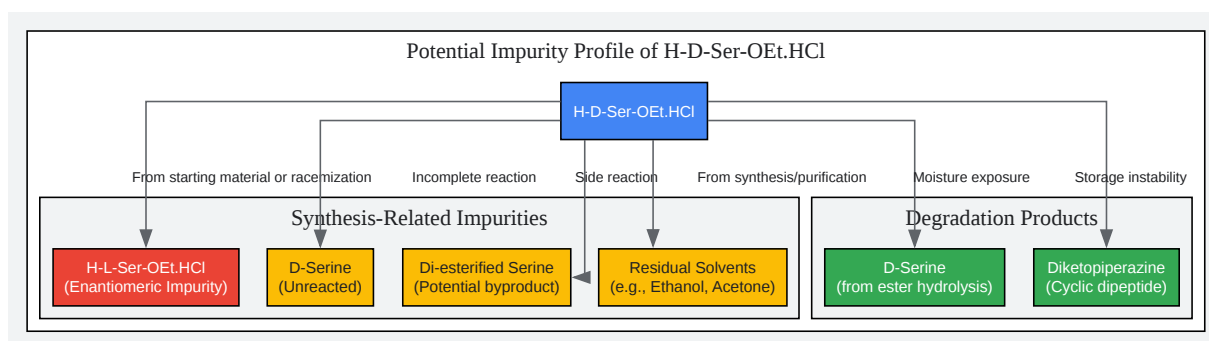 Potential Impurity Profile of H-D-Ser-OEt.HCl
H-D-Ser-OEt.HCl
From starting material or racemization
Incomplete reaction
Side reaction
From synthesis/purification
Moisture exposure
Storage instability
Synthesis-Related Impurities
Degradation Products
H-L-Ser-OEt.HCl
(Enantiomeric Impurity)
D-Serine
(Unreacted)
Di-esterified Serine
(Potential byproduct)
Residual Solvents
(e.g., Ethanol, Acetone)
D-Serine
(from ester hydrolysis)
Diketopiperazine
(Cyclic dipeptide)